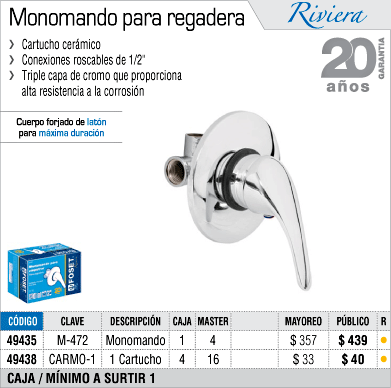 Monomando para regadera
Riviera
Cartucho cerámico
Conexiones roscables de 1/2"
Triple capa de cromo que proporciona
alta resistencia a la corrosión
20
años
GARANTÍA
Cuerpo forjado de latón
para máxima duración
Monomando para
FOSET
CÓDIGO CLAVE DESCRIPCIÓN CAJA MASTER MAYOREO PÚBLICO R
49435 M-472 Monomando 1 4 $ 357 $ 439
49438 CARMO-1 1 Cartucho 4 16 $ 33 $ 40
CAJA / MÍNIMO A SURTIR 1